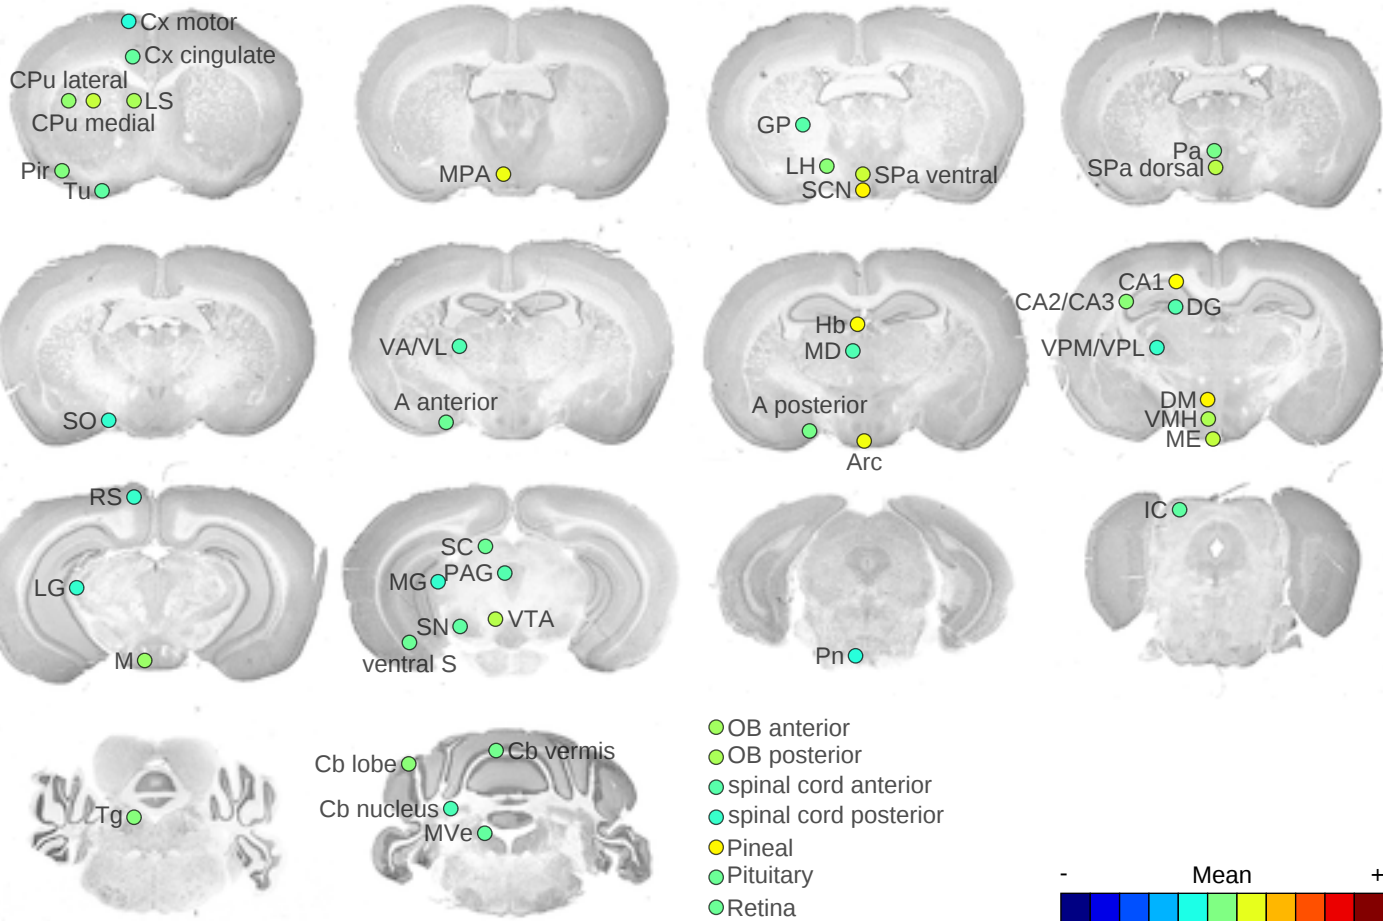 Cx motor
Cx cingulate
CPu lateral
LS
CPu medial
Pir
Tu
MPA
GP
LH
SPa ventral
SCN
Pa
SPa dorsal
SO
VA/VL
A anterior
Hb
MD
A posterior
Arc
CA1
CA2/CA3
DG
VPM/VPL
DM
VMH
ME
RS
LG
M
SC
PAG
MG
VTA
SN
ventral S
Pn
IC
Tg
Cb vermis
Cb lobe
Cb nucleus
MVe
OB anterior
OB posterior
spinal cord anterior
spinal cord posterior
Pineal
Pituitary
Retina
- Mean +